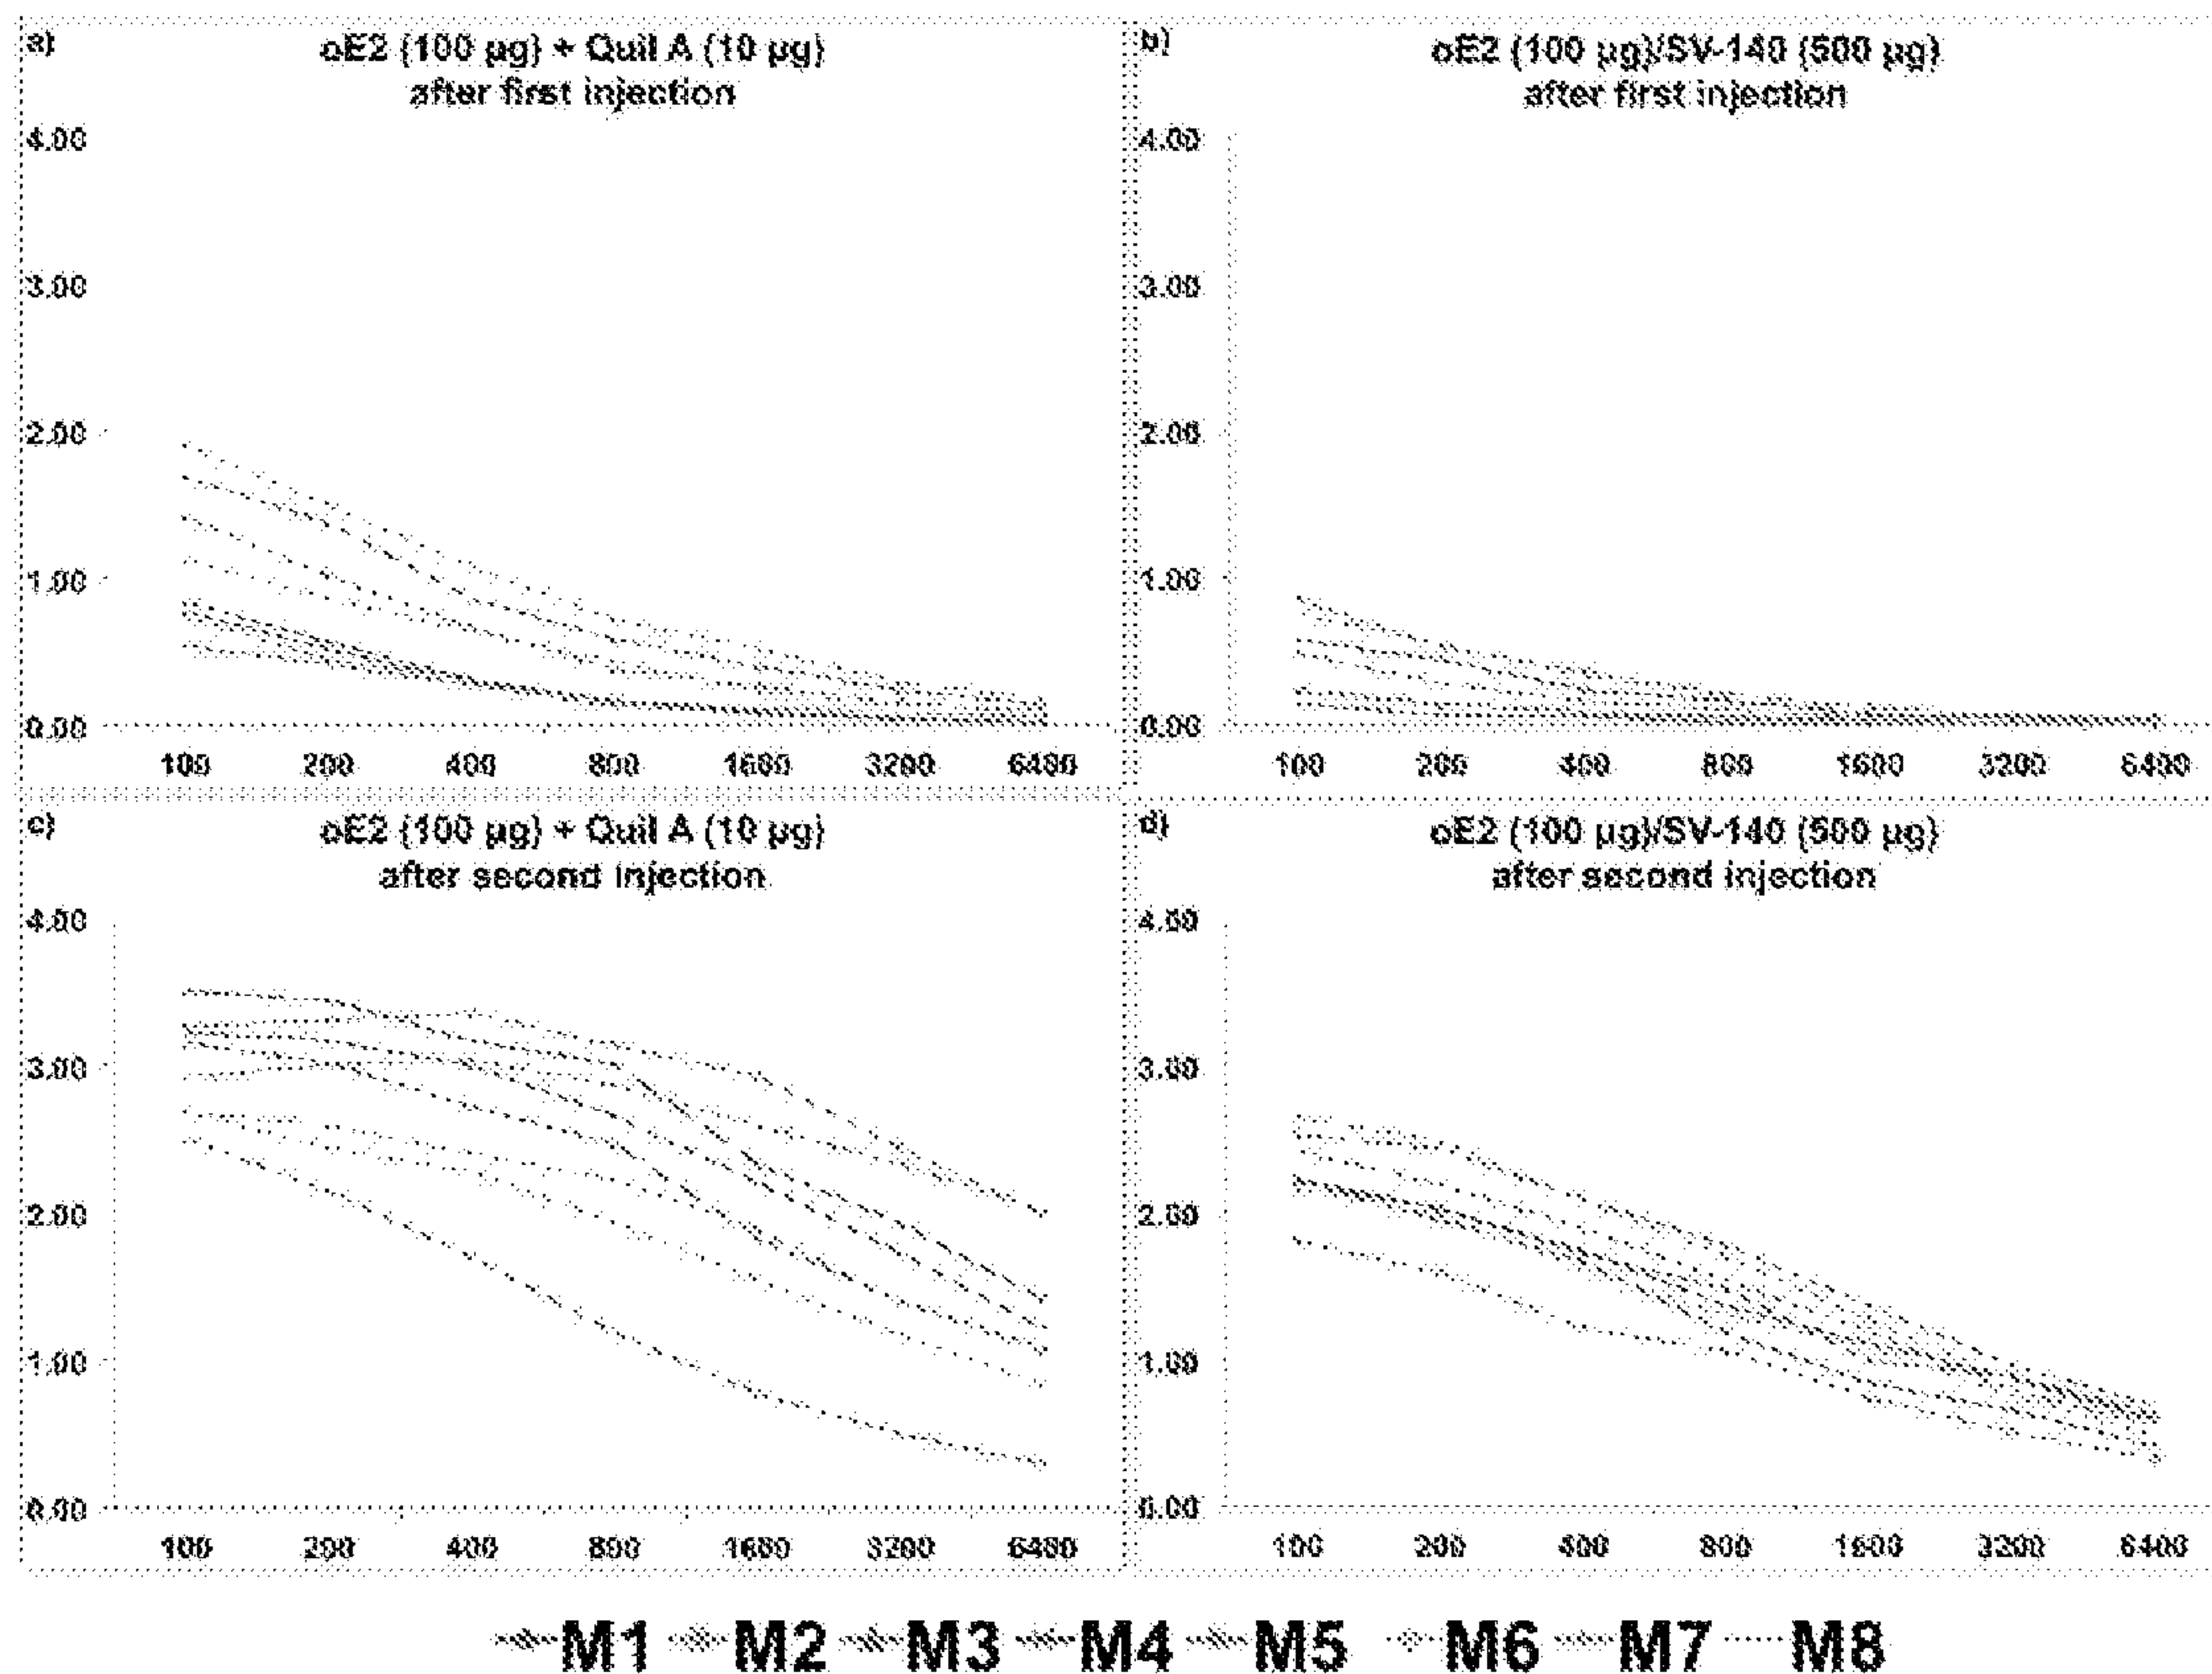 a)
oE2 (100 µg) + Quil A (10 µg)
after first injection
4.00
3.00
2.00
1.00
0.00
100 200 400 800 1600 3200 6400
b)
oE2 (100 µg)/SV-140 (500 µg)
after first injection
4.00
3.00
2.00
1.00
0.00
100 200 400 800 1600 3200 6400
c)
oE2 (100 µg) + Quil A (10 µg)
after second injection
4.00
3.00
2.00
1.00
0.00
100 200 400 800 1600 3200 6400
d)
oE2 (100 µg)/SV-140 (500 µg)
after second injection
4.00
3.00
2.00
1.00
0.00
100 200 400 800 1600 3200 6400
M1 M2 M3 M4 M5 M6 M7 M8